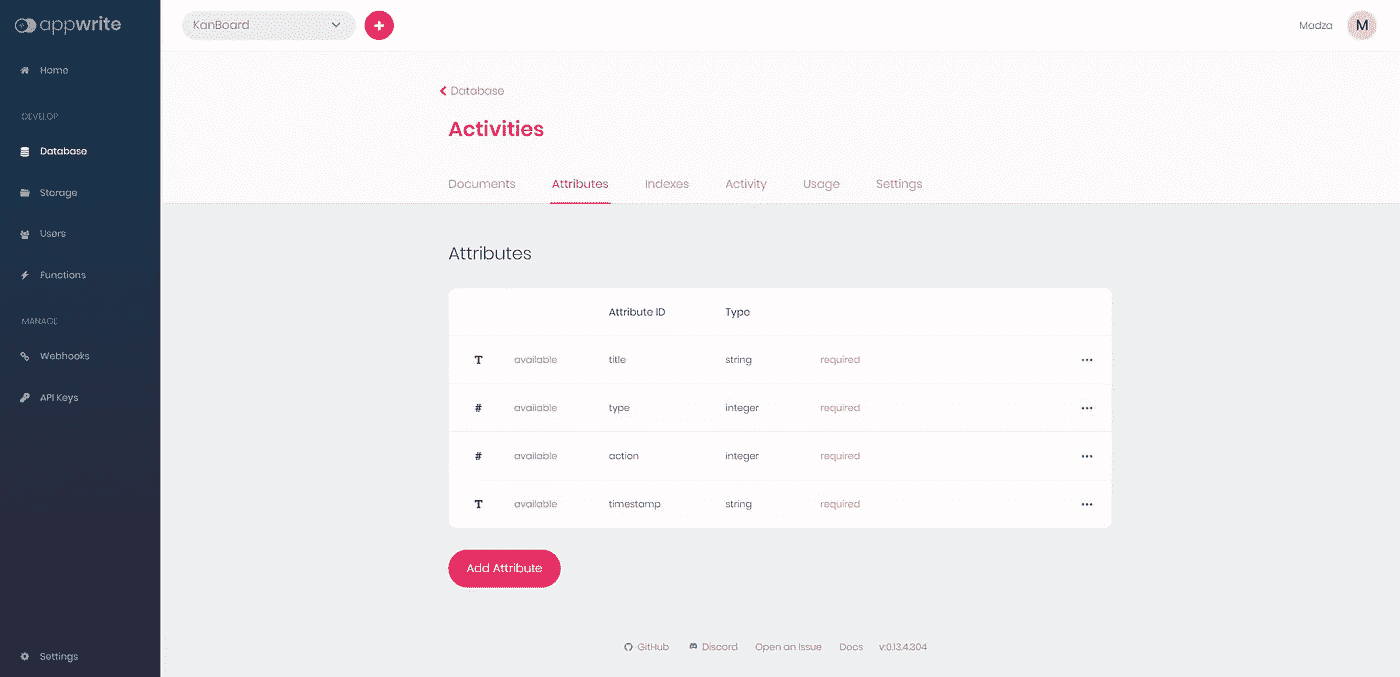 appwrite
KanBoard
+
Madza
M
Home
DEVELOP
Database
Storage
Users
Functions
MANAGE
Webhooks
API Keys
Settings
Database
Activities
Documents Attributes Indexes Activity Usage Settings
Attributes
Attribute ID Type
T available title string required ...
# available type integer required ...
# available action integer required ...
T available timestamp string required ...
Add Attribute
GitHub Discord Open an Issue Docs v:0.13.4.304